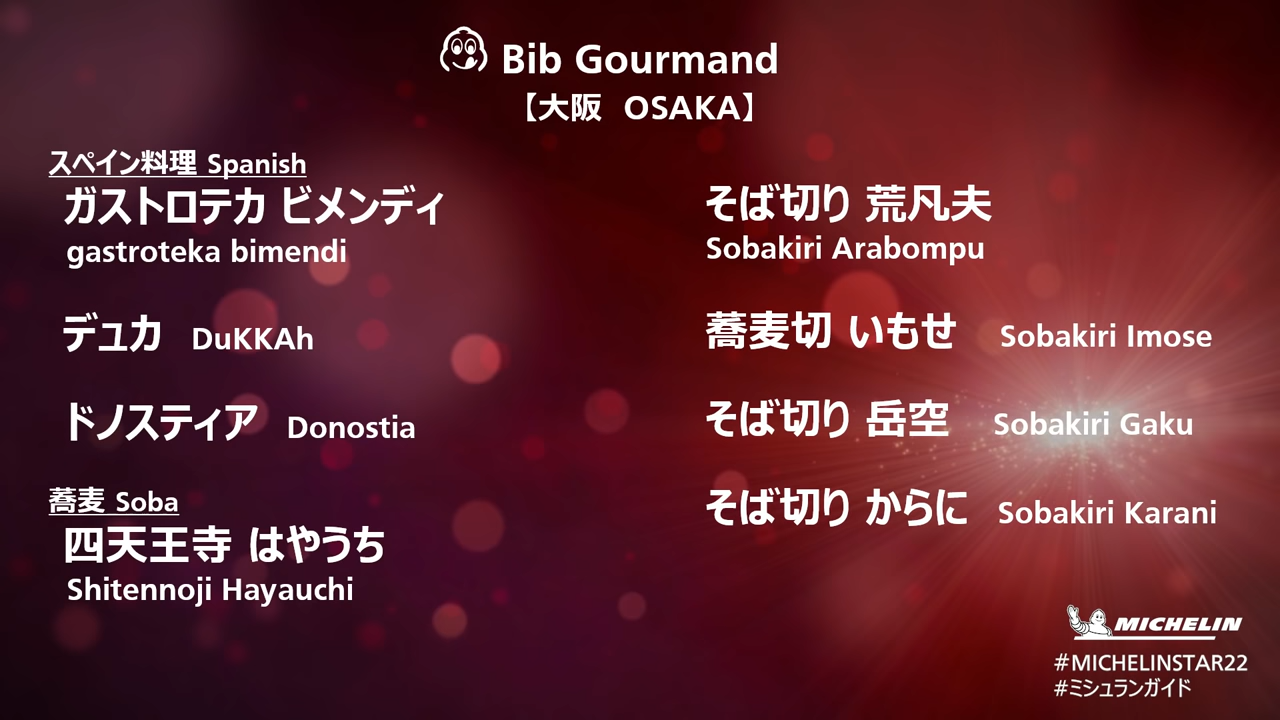 Bib Gourmand
【大阪 OSAKA】
スペイン料理 Spanish
ガストロテカ ビメンディ
gastroteka bimendi
デュカ DuKKAh
ドノスティア Donostia
蕎麦 Soba
四天王寺 はやうち
Shitennoji Hayauchi
そば切り 荒凡夫
Sobakiri Arabompu
蕎麦切 いもせ Sobakiri Imose
そば切り 岳空 Sobakiri Gaku
そば切り からに Sobakiri Karani
MICHELIN
#MICHELINSTAR22
#ミシュランガイド